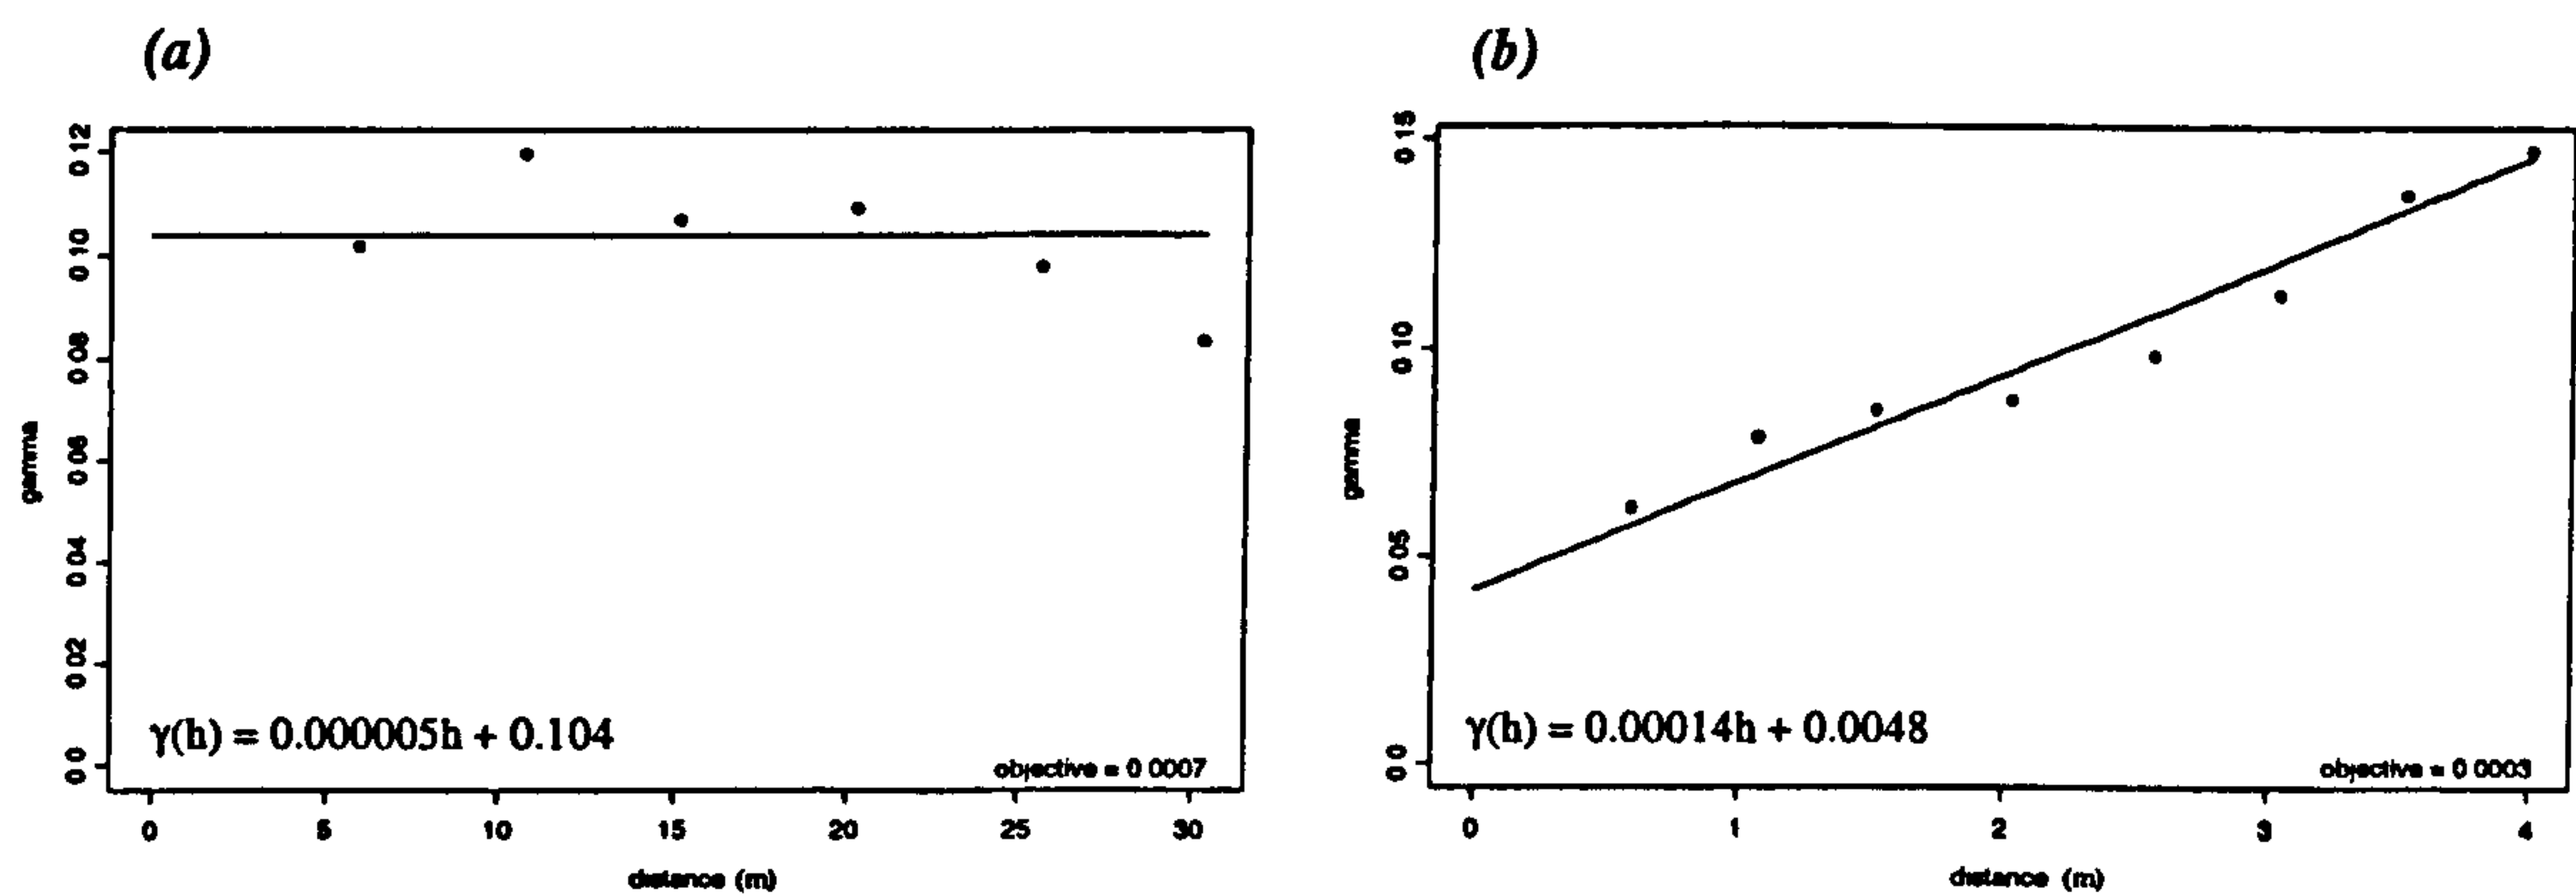 (a)
0 12
0 10
0 08
0 06
0 04
0 02
0 0
gamma
γ(h) = 0.000005h + 0.104
objective = 0 0007
0 5 10 15 20 25 30
distance (m)
(b)
0 15
0 10
0 05
0 0
gamma
γ(h) = 0.00014h + 0.0048
objective = 0 0003
0 1 2 3 4
distance (m)